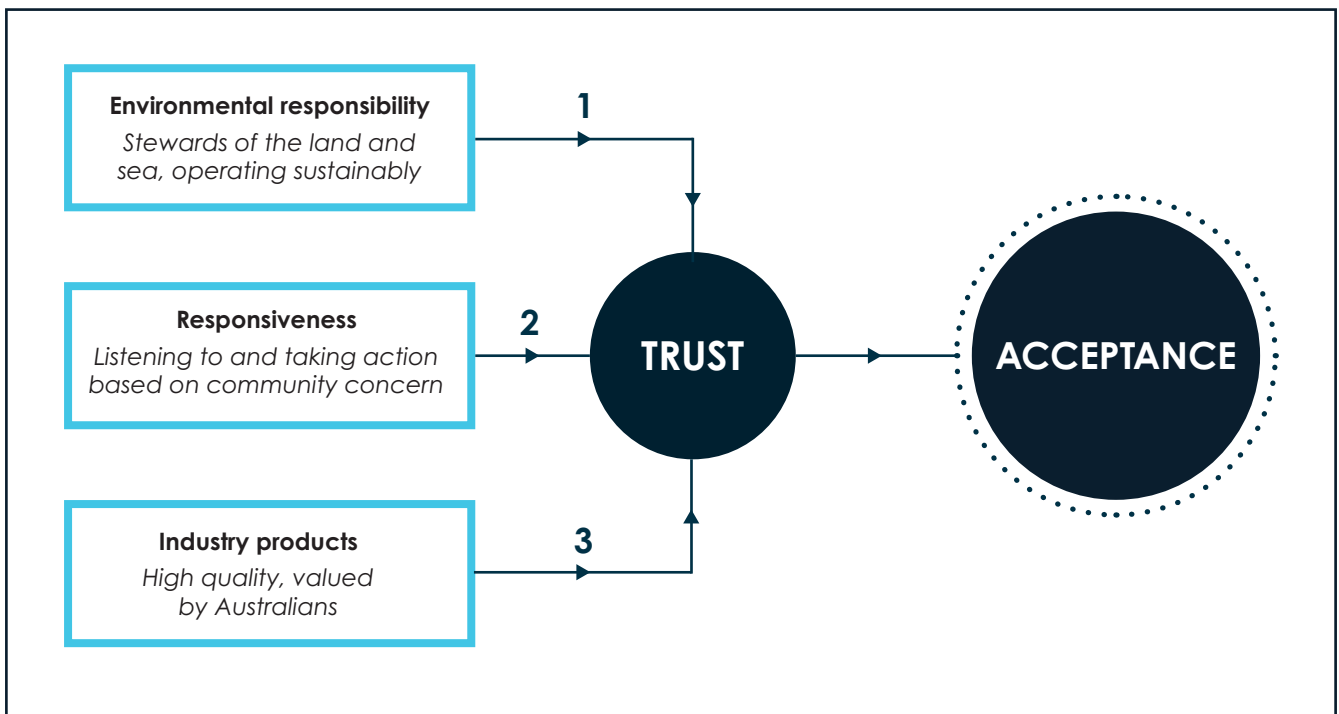 Environmental responsibility
Stewards of the land and
sea, operating sustainably
1
Responsiveness
Listening to and taking action
based on community concern
2
Industry products
High quality, valued
by Australians
3
TRUST
ACCEPTANCE